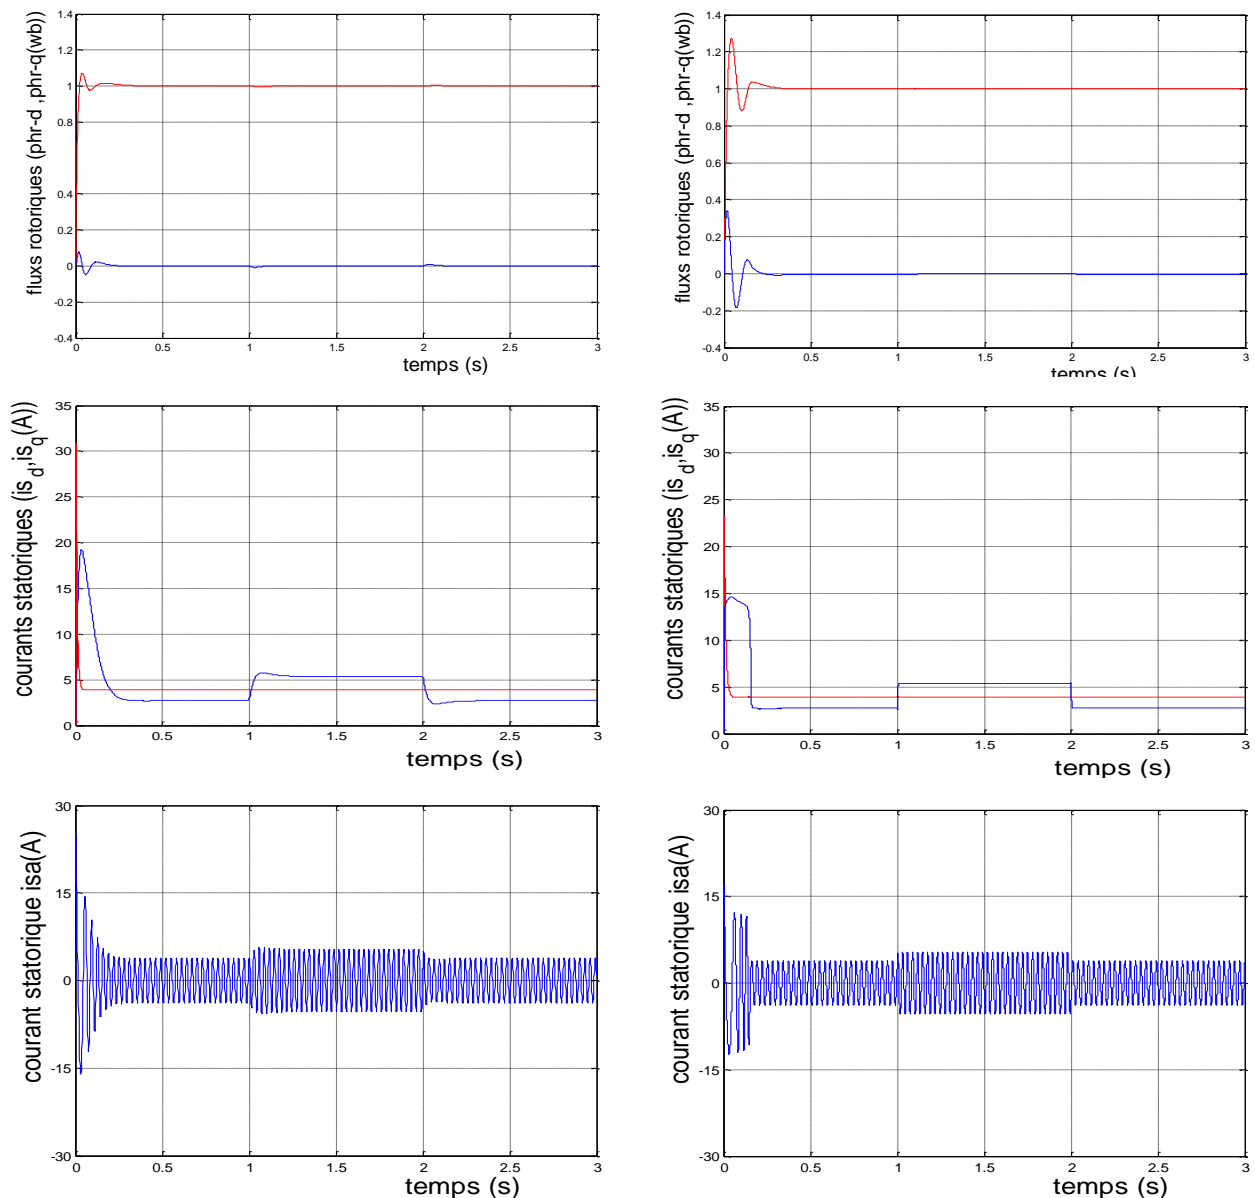 fluxs rotoriques (phr-d ,phr-q(wb))
1.4
1.2
1
0.8
0.6
0.4
0.2
0
-0.2
-0.4
0 0.5 1 1.5 2 2.5 3
temps (s)
fluxs rotoriques (phr-d ,phr-q(wb))
1.4
1.2
1
0.8
0.6
0.4
0.2
0
-0.2
-0.4
0 0.5 1 1.5 2 2.5 3
temps (s)
courants statoriques (is_d,is_q(A))
35
30
25
20
15
10
5
0
0 0.5 1 1.5 2 2.5 3
temps (s)
courants statoriques (is_d,is_q(A))
35
30
25
20
15
10
5
0
0 0.5 1 1.5 2 2.5 3
temps (s)
courant statorique isa(A)
30
15
0
-15
-30
0 0.5 1 1.5 2 2.5 3
temps (s)
courant statorique isa(A)
30
15
0
-15
-30
0 0.5 1 1.5 2 2.5 3
temps (s)